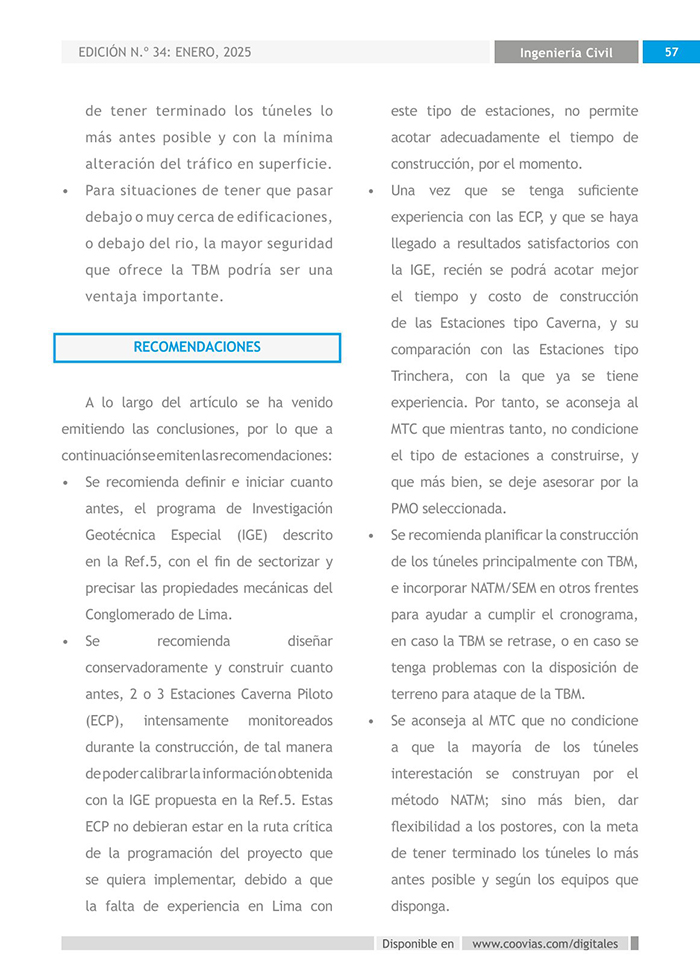 EDICIÓN N.º 34: ENERO, 2025
Ingeniería Civil
57
de tener terminado los túneles lo
más antes posible y con la mínima
alteración del tráfico en superficie.
• Para situaciones de tener que pasar
debajo o muy cerca de edificaciones,
o debajo del rio, la mayor seguridad
que ofrece la TBM podría ser una
ventaja importante.
RECOMENDACIONES
A lo largo del artículo se ha venido
emitiendo las conclusiones, por lo que a
continuación se emiten las recomendaciones:
• Se recomienda definir e iniciar cuanto
antes, el programa de Investigación
Geotécnica Especial (IGE) descrito
en la Ref.5, con el fin de sectorizar y
precisar las propiedades mecánicas del
Conglomerado de Lima.
• Se recomienda diseñar
conservadoramente y construir cuanto
antes, 2 o 3 Estaciones Caverna Piloto
(ECP), intensamente monitoreados
durante la construcción, de tal manera
de poder calibrar la información obtenida
con la IGE propuesta en la Ref.5. Estas
ECP no debieran estar en la ruta crítica
de la programación del proyecto que
se quiera implementar, debido a que
la falta de experiencia en Lima con
este tipo de estaciones, no permite
acotar adecuadamente el tiempo de
construcción, por el momento.
• Una vez que se tenga suficiente
experiencia con las ECP, y que se haya
llegado a resultados satisfactorios con
la IGE, recién se podrá acotar mejor
el tiempo y costo de construcción
de las Estaciones tipo Caverna, y su
comparación con las Estaciones tipo
Trinchera, con la que ya se tiene
experiencia. Por tanto, se aconseja al
MTC que mientras tanto, no condicione
el tipo de estaciones a construirse, y
que más bien, se deje asesorar por la
PMO seleccionada.
• Se recomienda planificar la construcción
de los túneles principalmente con TBM,
e incorporar NATM/SEM en otros frentes
para ayudar a cumplir el cronograma,
en caso la TBM se retrase, o en caso se
tenga problemas con la disposición de
terreno para ataque de la TBM.
• Se aconseja al MTC que no condicione
a que la mayoría de los túneles
interestación se construyan por el
método NATM; sino más bien, dar
flexibilidad a los postores, con la meta
de tener terminado los túneles lo más
antes posible y según los equipos que
disponga.
Disponible en
www.coovias.com/digitales